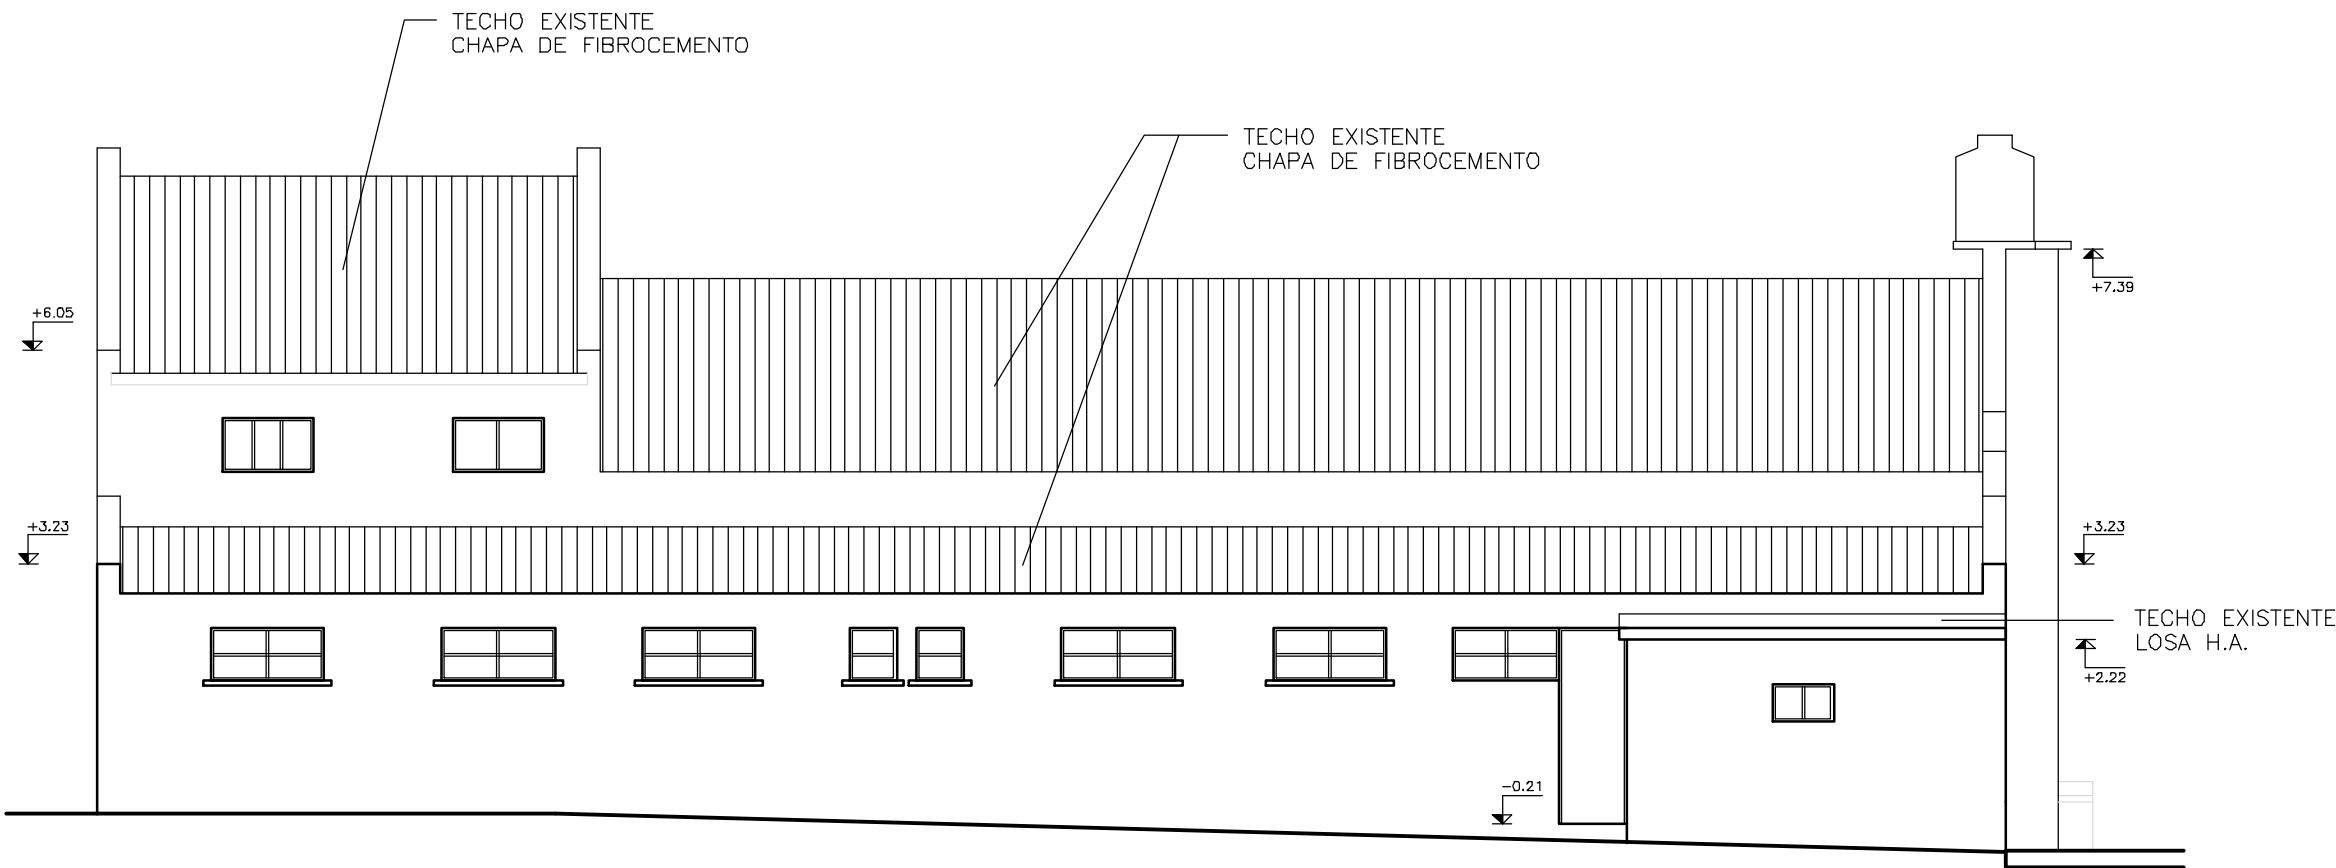 TECHO EXISTENTE
CHAPA DE FIBROCEMENTO
TECHO EXISTENTE
CHAPA DE FIBROCEMENTO
+7.39
+6.05
+3.23
+3.23
TECHO EXISTENTE
LOSA H.A.
+2.22
-0.21